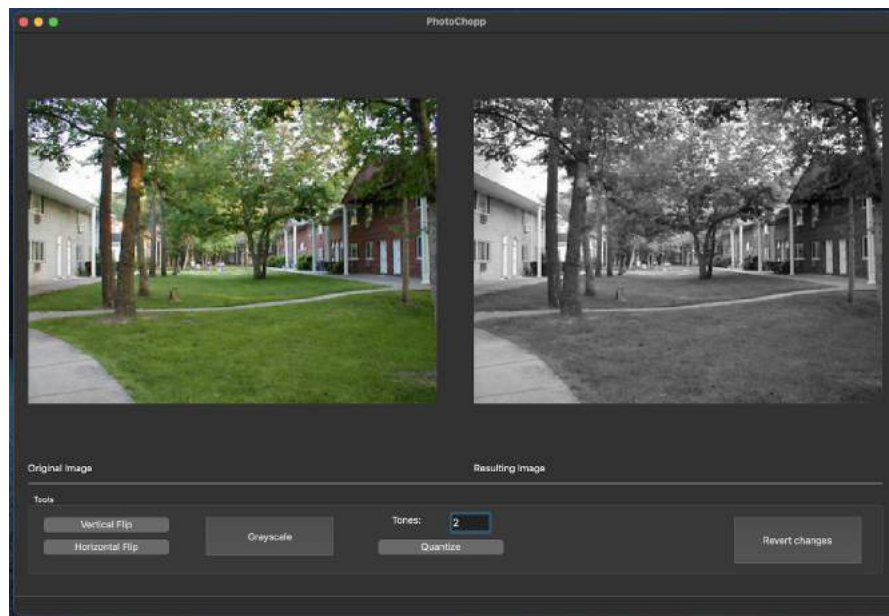 PhotoChopp
Original Image
Resulting Image
Tools
Vertical Flip
Horizontal Flip
Greyscale
Tones: 2
Quantize
Revert changes